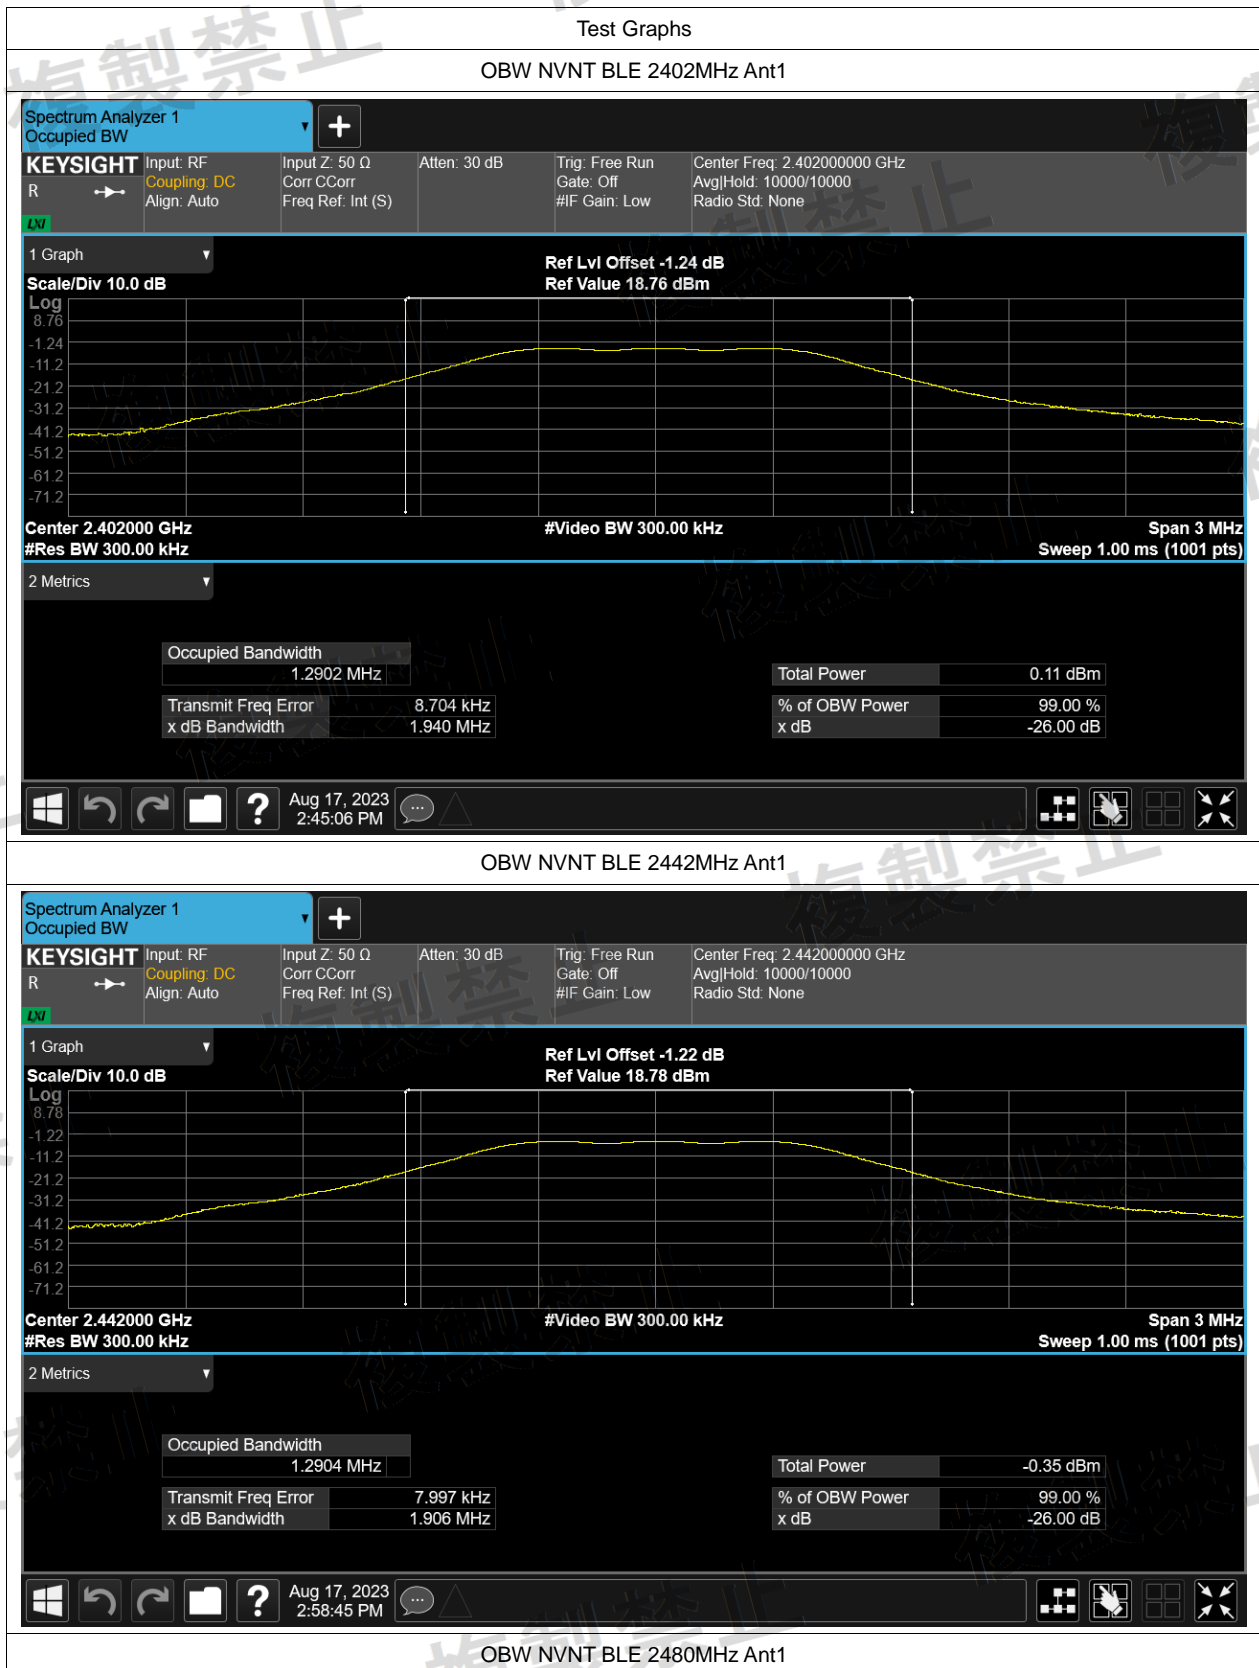 Test Graphs
OBW NVNT BLE 2402MHz Ant1
Spectrum Analyzer 1
Occupied BW
KEYSIGHT Input: RF Input Z: 50 Ω Atten: 30 dB Trig: Free Run Center Freq: 2.402000000 GHz
R Coupling: DC Corr CCorr Gate: Off Avg|Hold: 10000/10000
Align: Auto Freq Ref: Int (S) #IF Gain: Low Radio Std: None
LXI
1 Graph
Ref Lvl Offset -1.24 dB
Scale/Div 10.0 dB Ref Value 18.76 dBm
Log
8.76
-1.24
-11.2
-21.2
-31.2
-41.2
-51.2
-61.2
-71.2
Center 2.402000 GHz #Video BW 300.00 kHz Span 3 MHz
#Res BW 300.00 kHz Sweep 1.00 ms (1001 pts)
2 Metrics
Occupied Bandwidth
1.2902 MHz Total Power 0.11 dBm
Transmit Freq Error 8.704 kHz % of OBW Power 99.00 %
x dB Bandwidth 1.940 MHz x dB -26.00 dB
Aug 17, 2023
2:45:06 PM
OBW NVNT BLE 2442MHz Ant1
Spectrum Analyzer 1
Occupied BW
KEYSIGHT Input: RF Input Z: 50 Ω Atten: 30 dB Trig: Free Run Center Freq: 2.442000000 GHz
R Coupling: DC Corr CCorr Gate: Off Avg|Hold: 10000/10000
Align: Auto Freq Ref: Int (S) #IF Gain: Low Radio Std: None
LXI
1 Graph
Ref Lvl Offset -1.22 dB
Scale/Div 10.0 dB Ref Value 18.78 dBm
Log
8.78
-1.22
-11.2
-21.2
-31.2
-41.2
-51.2
-61.2
-71.2
Center 2.442000 GHz #Video BW 300.00 kHz Span 3 MHz
#Res BW 300.00 kHz Sweep 1.00 ms (1001 pts)
2 Metrics
Occupied Bandwidth
1.2904 MHz Total Power -0.35 dBm
Transmit Freq Error 7.997 kHz % of OBW Power 99.00 %
x dB Bandwidth 1.906 MHz x dB -26.00 dB
Aug 17, 2023
2:58:45 PM
OBW NVNT BLE 2480MHz Ant1
複製禁止